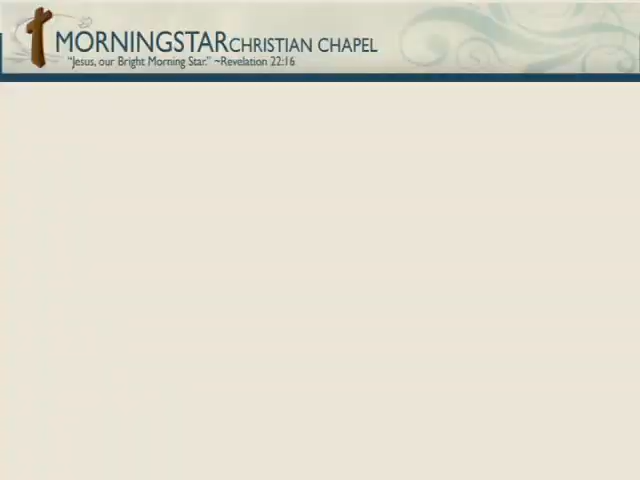 MORNINGSTAR CHRISTIAN CHAPEL
"Jesus, our Bright Morning Star." ~Revelation 22:16